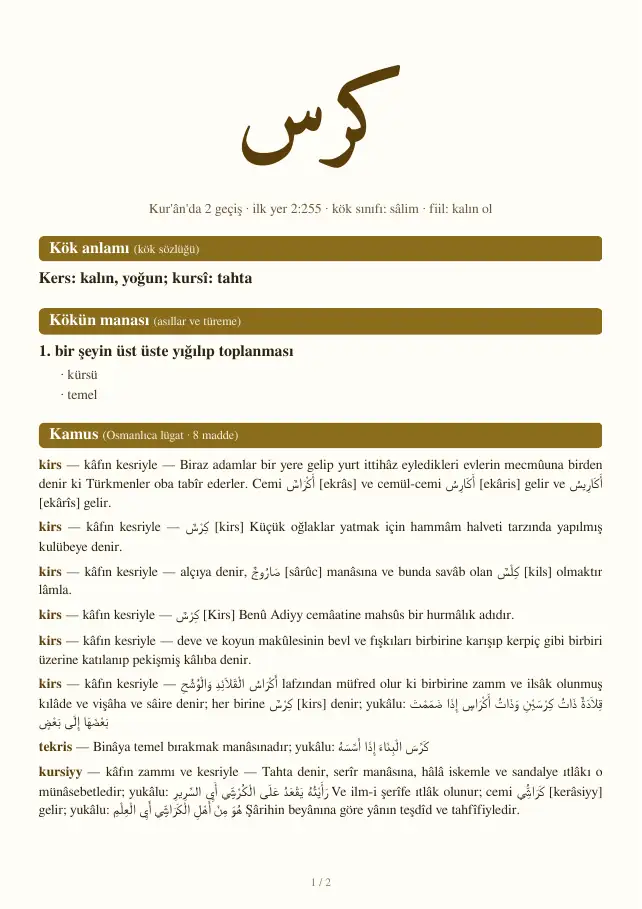 كرس
Kur'ân'da 2 geçiş · ilk yer 2:255 · kök sınıfı: sâlim · fiil: kalın ol
Kök anlamı (kök sözlüğü)
Kers: kalın, yoğun; kursî: tahta
Kökün manası (asıllar ve türeme)
1. bir şeyin üst üste yığılıp toplanması
· kürsü
· temel
Kamus (Osmanlıca lügat · 8 madde)
kirs — kâfın kesriyle — Biraz adamlar bir yere gelip yurt ittihâz eyledikleri evlerin mecmûuna birden
denir ki Türkmenler oba tabîr ederler. Cemi أَكْرَاسٌ [ekrâs] ve cemül-cemi أَكَارِسُ [ekâris] gelir ve أَكَارِيسُ
[ekârîs] gelir.
kirs — kâfın kesriyle — كِرْسٌ [kirs] Küçük oğlaklar yatmak için hammâm halveti tarzında yapılmış
kulübeye denir.
kirs — kâfın kesriyle — alçıya denir, صَارُوجٌ [sârûc] manâsına ve bunda savâb olan كِلْسٌ [kils] olmaktır
lâmla.
kirs — kâfın kesriyle — كِرْسٌ [Kirs] Benû Adiyy cemâatine mahsûs bir hurmâlık adıdır.
kirs — kâfın kesriyle — deve ve koyun makûlesinin bevl ve fışkıları birbirine karışıp kerpiç gibi birbiri
üzerine katılanıp pekişmiş kâlıba denir.
kirs — kâfın kesriyle — أَكْرَاسُ الْقَلَائِدِ وَالْوُشُحِ lafzından müfred olur ki birbirine zamm ve ilsâk olunmuş
kılâde ve vişâha ve sâire denir; her birine كِرْسٌ [kirs] denir; yukâlu: قِلَادَةٌ ذَاتُ كِرْسَيْنِ وَذَاتُ أَكْرَاسٍ إِذَا ضَمَمْتَ
بَعْضَهَا إِلَى بَعْضٍ
tekris — Binâya temel bırakmak manâsınadır; yukâlu: كَرَّسَ الْبِنَاءَ إِذَا أَسَّسَهُ
kursiyy — kâfın zammı ve kesriyle — Tahta denir, serîr manâsına, hâlâ iskemle ve sandalye ıtlâkı o
münâsebetledir; yukâlu: رَأَيْتُهُ يَقْعَدُ عَلَى الْكُرْسِيِّ أَيِ السَّرِيرِ Ve ilm-i şerîfe ıtlâk olunur; cemi كَرَاسِيُّ [kerâsiyy]
gelir; yukâlu: هُوَ مِنْ أَهْلِ الْكَرَاسِيِّ أَيِ الْعِلْمِ Şârihin beyânına göre yânın teşdîd ve tahfîfiyledir.
1 / 2